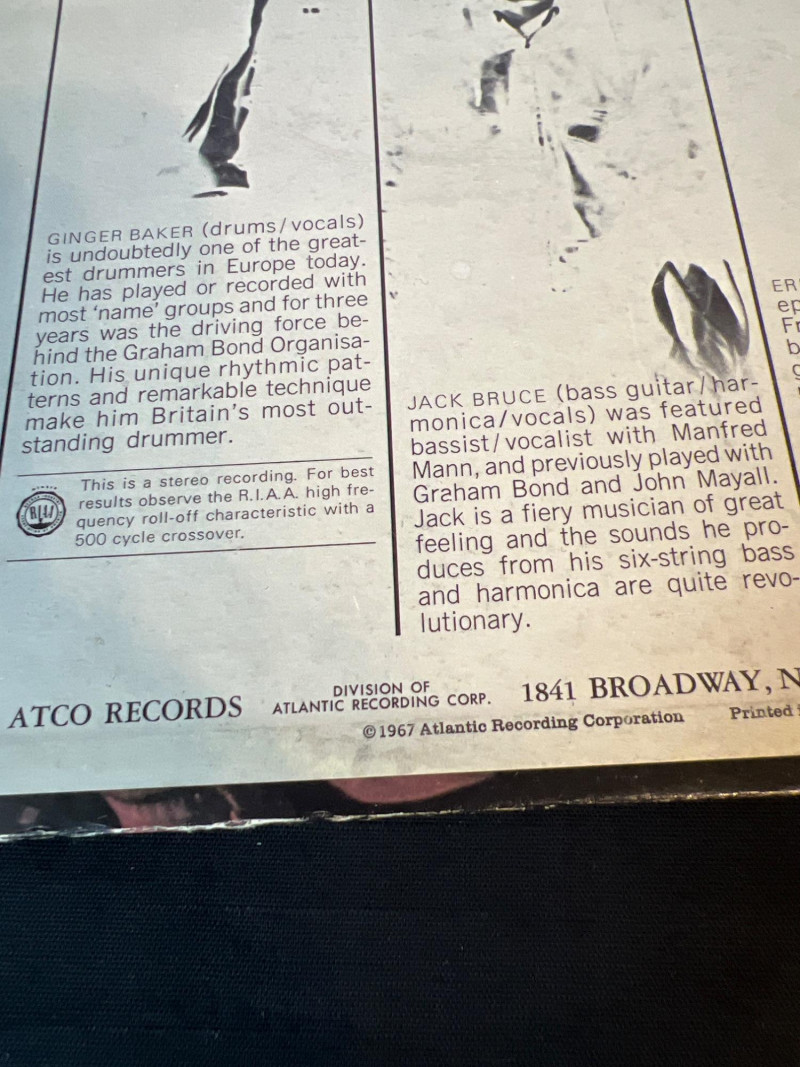 GINGER BAKER (drums/vocals)
is undoubtedly one of the great-
est drummers in Europe today.
He has played or recorded with
most ‘name’ groups and for three
years was the driving force be-
hind the Graham Bond Organisa-
tion. His unique rhythmic pat-
terns and remarkable technique
make him Britain’s most out-
standing drummer.
This is a stereo recording. For best
results observe the R.I.A.A. high fre-
quency roll-off characteristic with a
500 cycle crossover.
JACK BRUCE (bass guitar/har-
monica/vocals) was featured
bassist/vocalist with Manfred
Mann, and previously played with
Graham Bond and John Mayall.
Jack is a fiery musician of great
feeling and the sounds he pro-
duces from his six-string bass
and harmonica are quite revo-
lutionary.
ER
ep
Fr
b
g
ATCO RECORDS
DIVISION OF
ATLANTIC RECORDING CORP.
1841 BROADWAY, N
©1967 Atlantic Recording Corporation
Printed